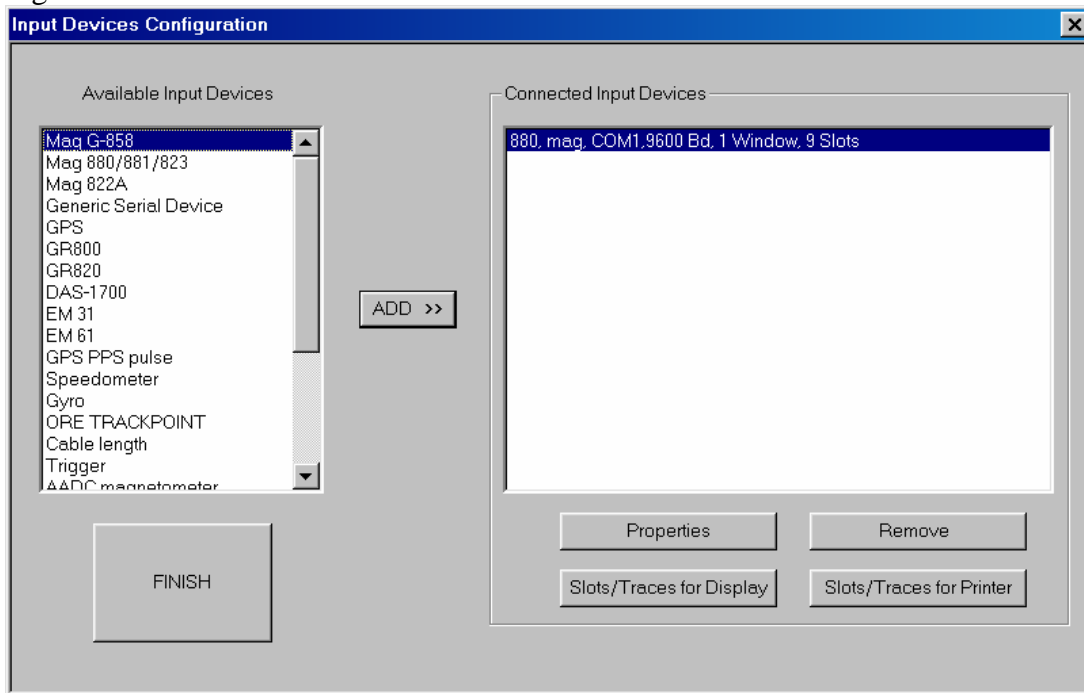 Input Devices Configuration
Available Input Devices
Mag G-858
Mag 880/881/823
Mag 822A
Generic Serial Device
GPS
GR800
GR820
DAS-1700
EM 31
EM 61
GPS PPS pulse
Speedometer
Gyro
ORE TRACKPOINT
Cable length
Trigger
AADC magnetometer
ADD >>
FINISH
Connected Input Devices
880, mag, COM1,9600 Bd, 1 Window, 9 Slots
Properties
Remove
Slots/Traces for Display
Slots/Traces for Printer